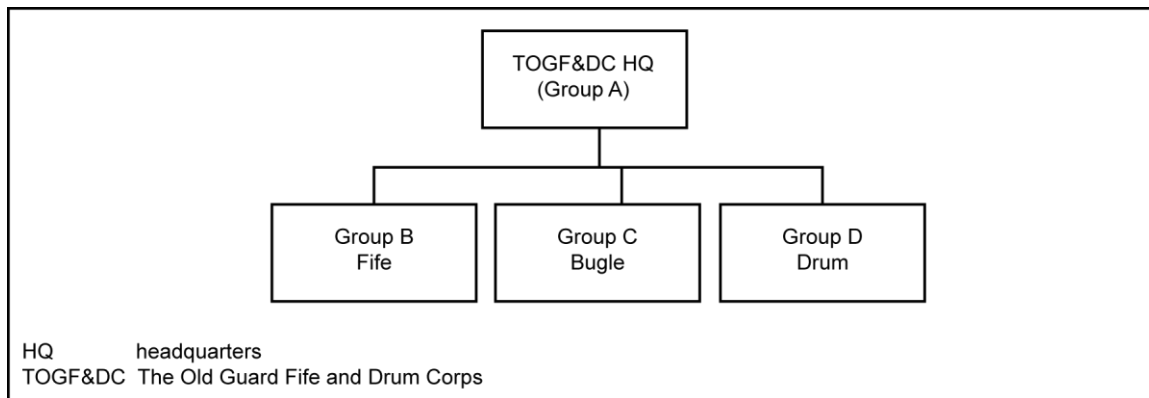 TOGF&DC HQ
(Group A)
Group B
Fife
Group C
Bugle
Group D
Drum
HQ headquarters
TOGF&DC The Old Guard Fife and Drum Corps